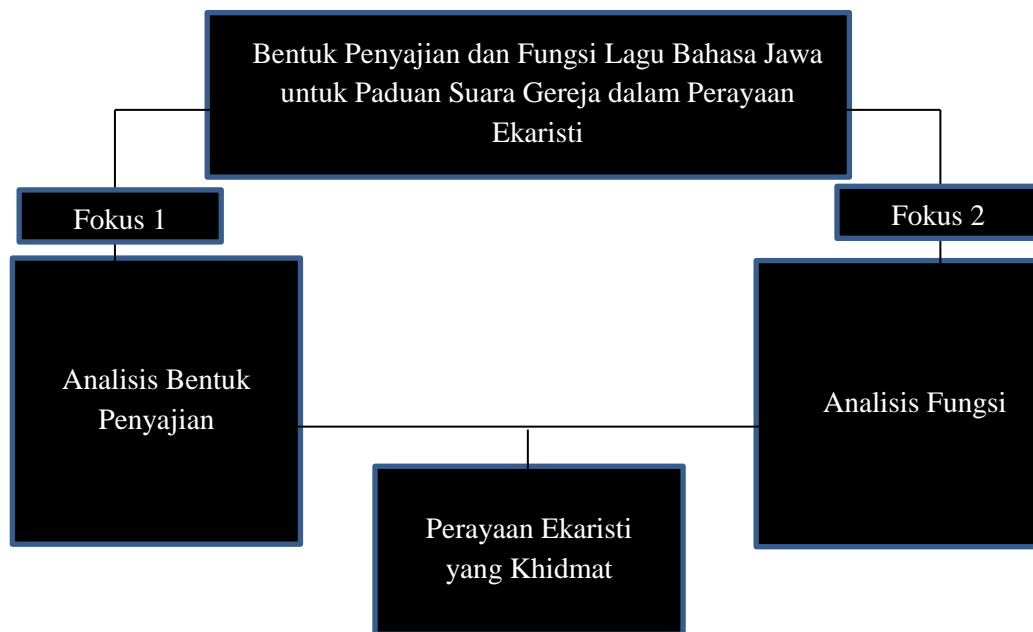 Bentuk Penyajian dan Fungsi Lagu Bahasa Jawa
untuk Paduan Suara Gereja dalam Perayaan
Ekaristi
Fokus 1
Fokus 2
Analisis Bentuk
Penyajian
Analisis Fungsi
Perayaan Ekaristi
yang Khidmat